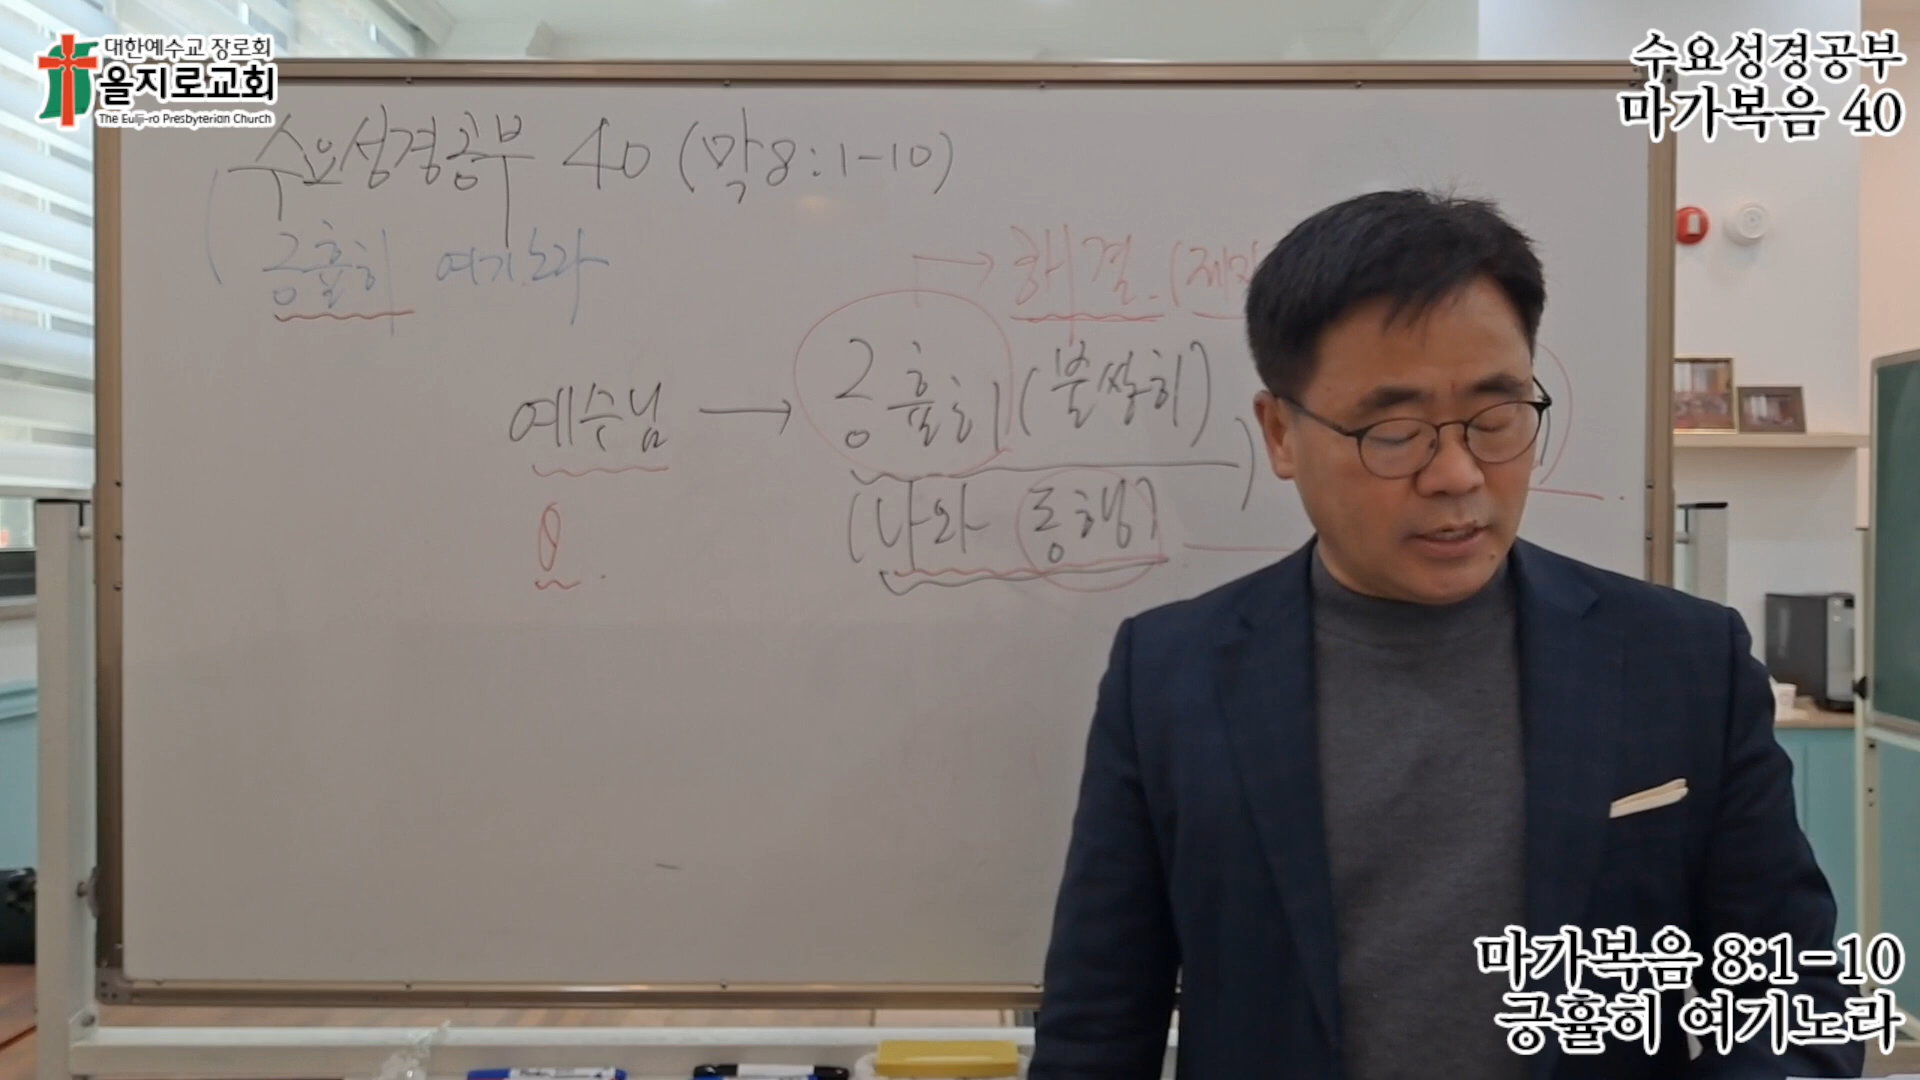 대한예수교 장로회
을지로교회
The Eulji-ro Presbyterian Church
수요성경공부
마가복음 40
수요성경공부 40 (막8:1-10)
긍휼히 여기노라
→ 해결. (제자
예수님 → 긍휼히 (불쌍히)
(나와 동행)
마가복음 8:1-10
긍휼히 여기노라